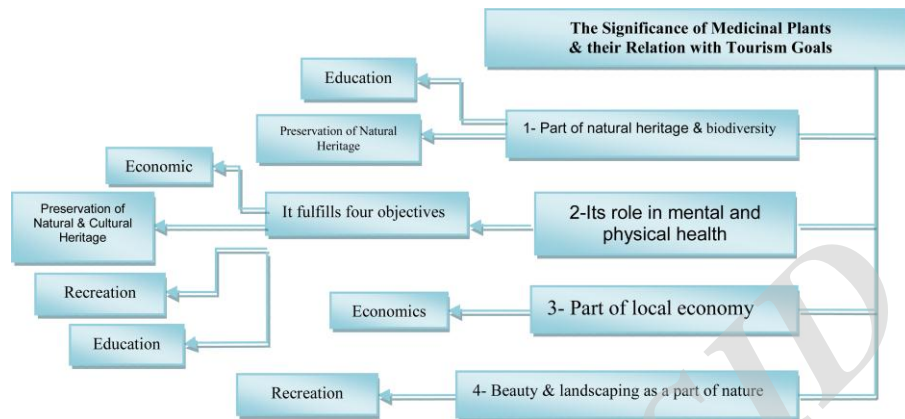 The Significance of Medicinal Plants
& their Relation with Tourism Goals
Education
1- Part of natural heritage & biodiversity
Preservation of Natural
Heritage
Economic
It fulfills four objectives
2-Its role in mental and
physical health
Preservation of
Natural & Cultural
Heritage
Recreation
Education
Economics
3- Part of local economy
Recreation
4- Beauty & landscaping as a part of nature
SID